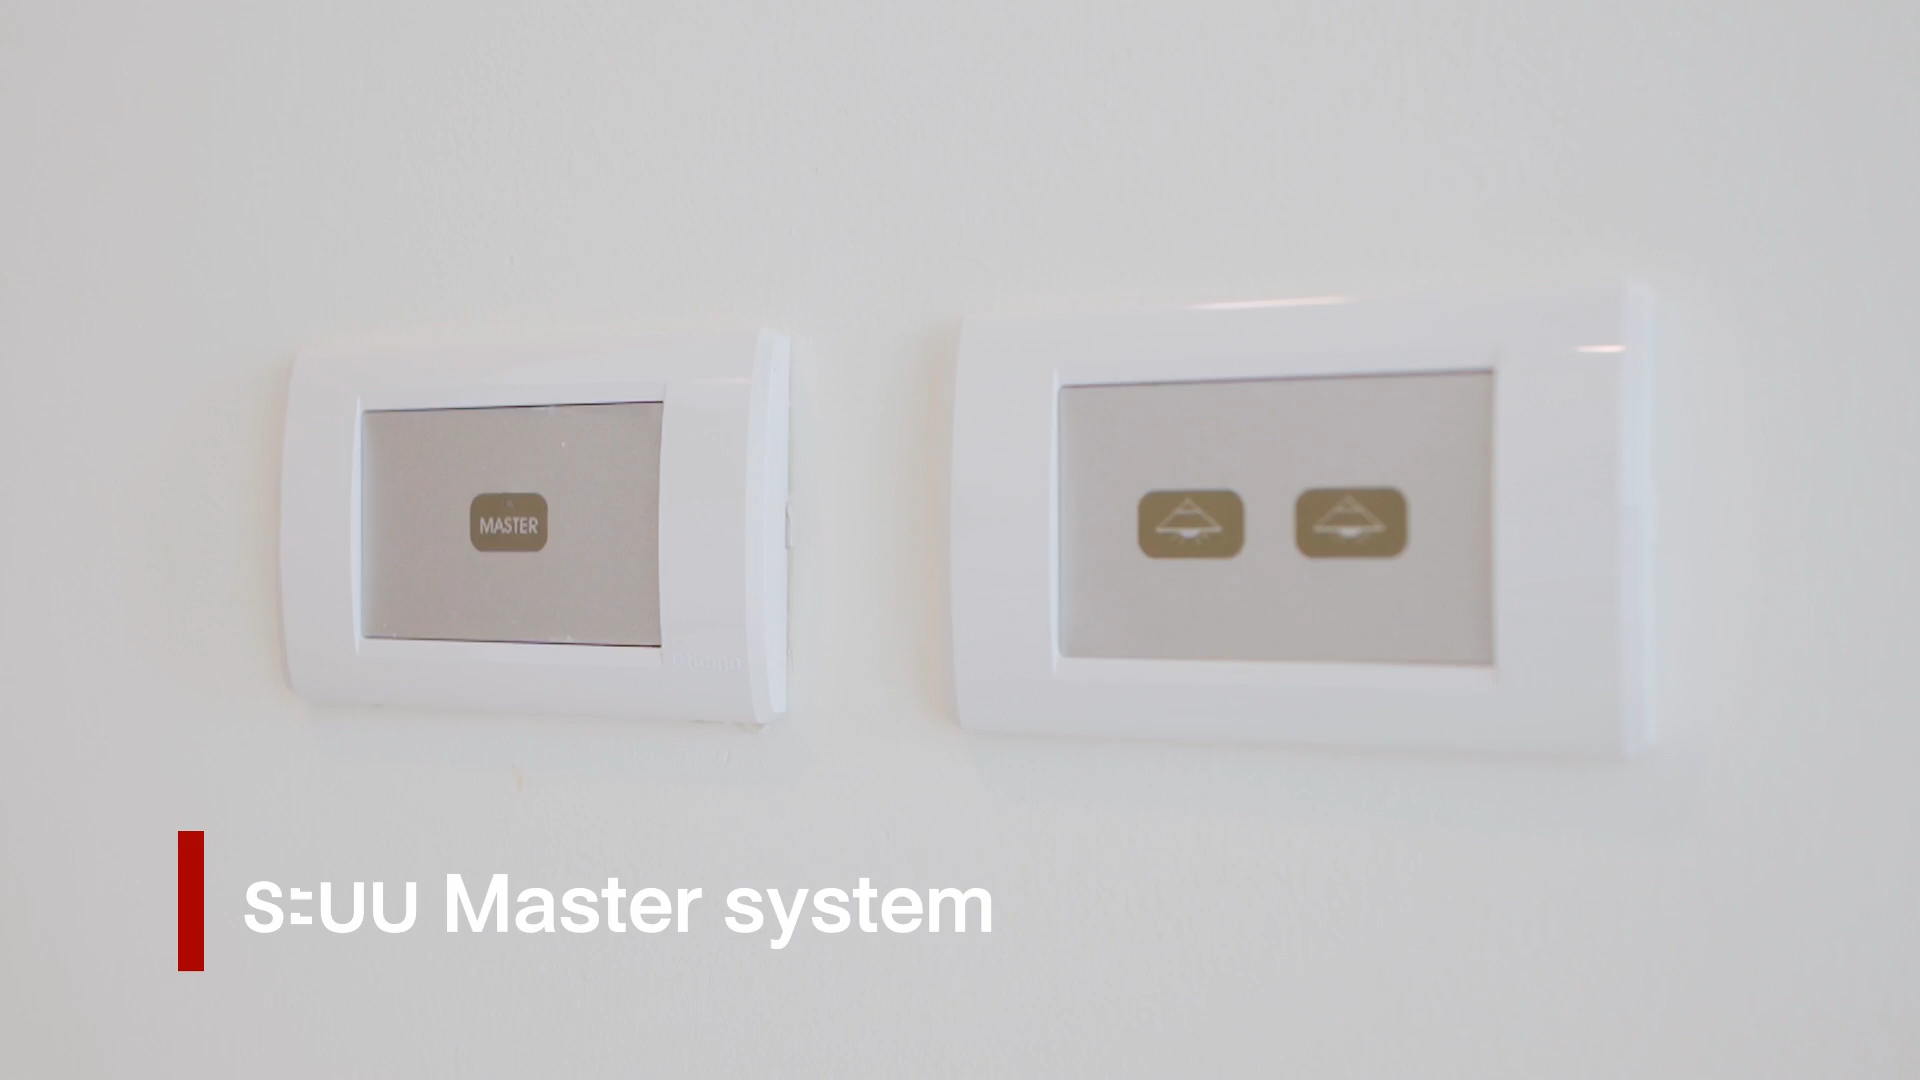 MASTER
ระบบ Master system